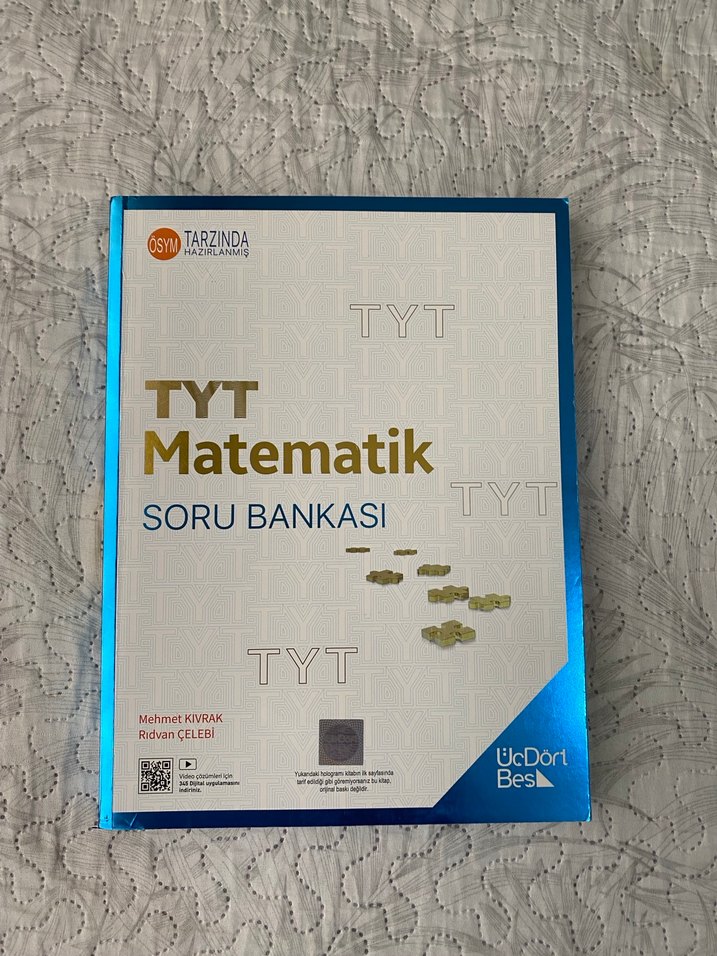 ÖSYM TARZINDA
HAZIRLANMIŞ
TYT
TYT
Matematik
TYT
SORU BANKASI
TYT
Mehmet KIVRAK
Rıdvan ÇELEBİ
Video çözümleri için
345 Dijital uygulamasını
indiriniz.
Yukarıdaki hologramı kitabın ilk sayfasında
tarif edildiği gibi göremiyorsanız bu kitap,
orijinal baskı değildir.
ÜçDört
Beş